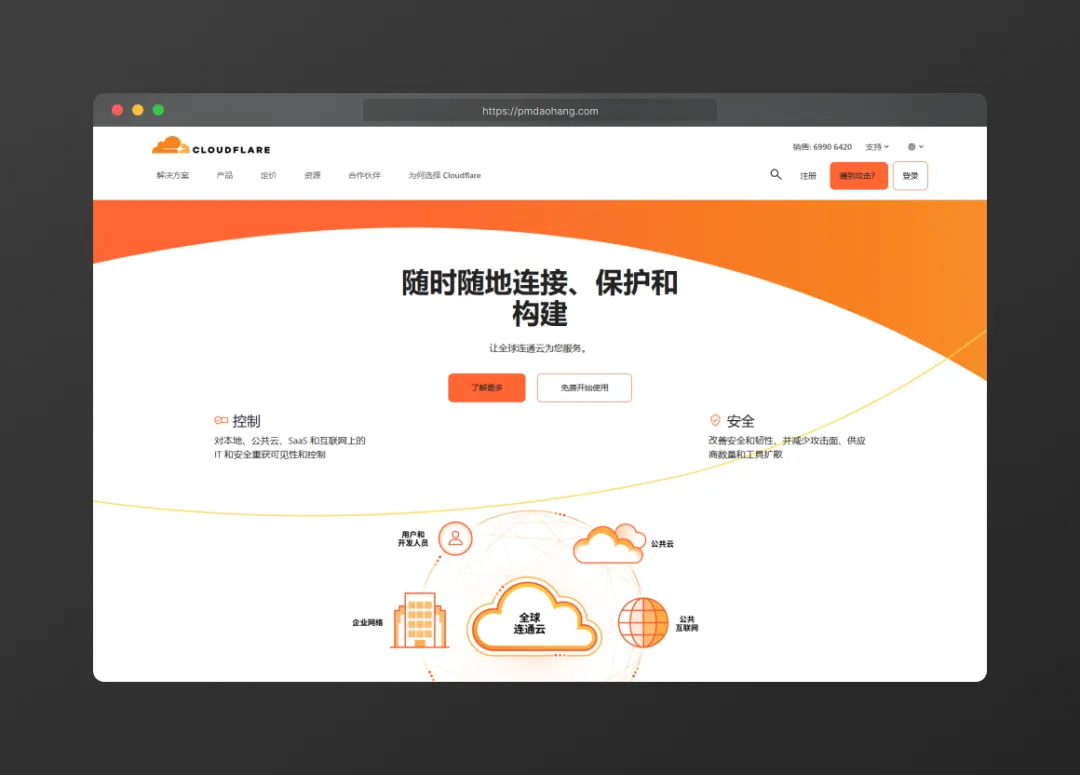 https://pmdaohang.com
CLOUDFLARE
销售: 6990 6420 支持
解决方案 产品 定价 资源 合作伙伴 为何选择 Cloudflare 注册 遭到攻击? 登录
随时随地连接、保护和
构建
让全球连通云为您服务。
了解更多 免费开始使用
控制
对本地、公共云、SaaS 和互联网上的
IT 和安全重获可见性和控制
安全
改善安全和韧性，并减少攻击面、供应
商数量和工具扩散
用户和
开发人员
公共云
企业网络
全球
连通云
公共
互联网